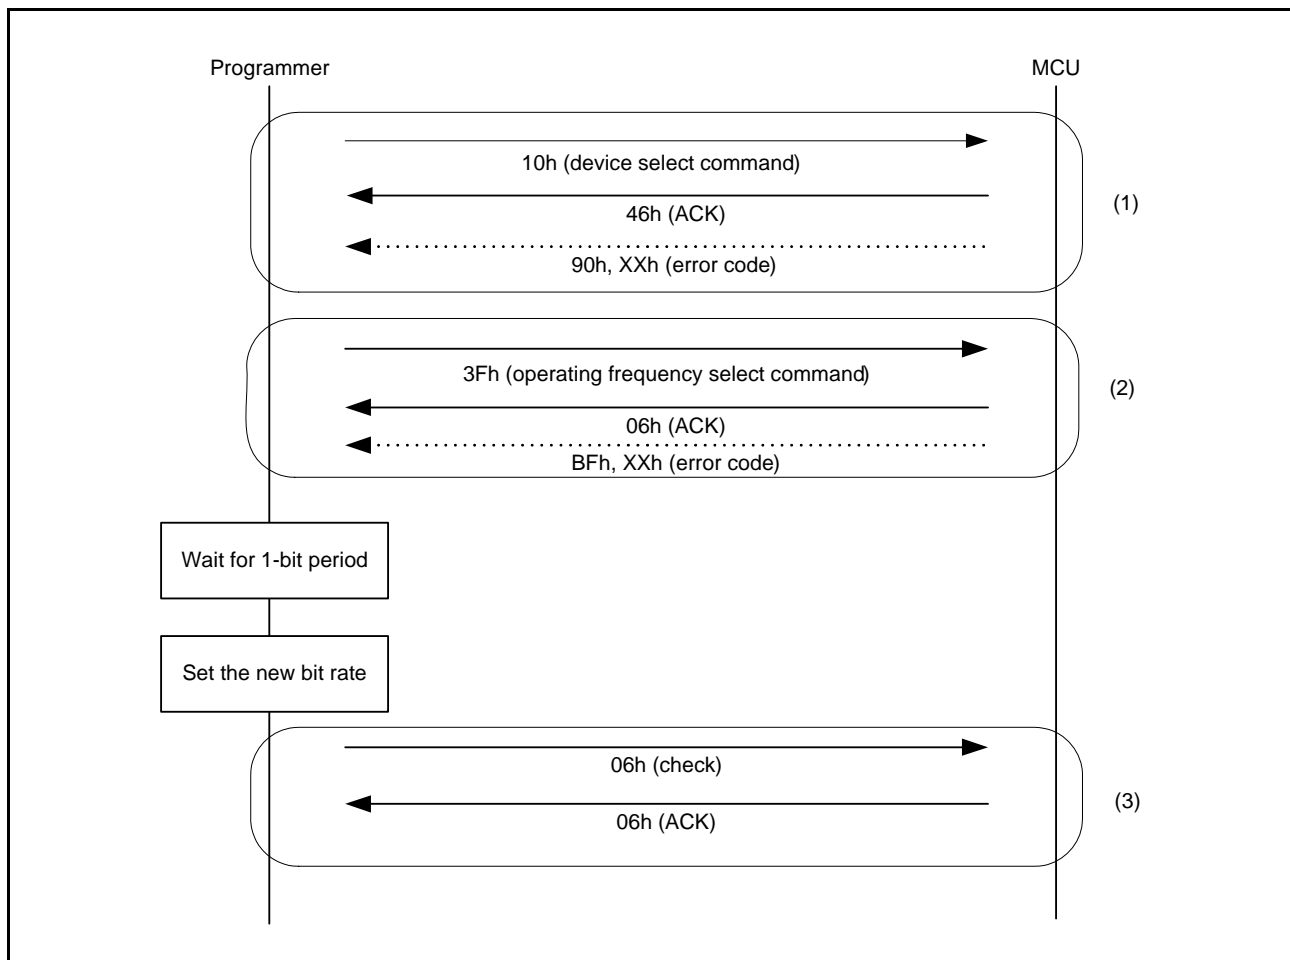 Programmer
MCU
10h (device select command)
46h (ACK)
90h, XXh (error code)
(1)
3Fh (operating frequency select command)
06h (ACK)
BFh, XXh (error code)
(2)
Wait for 1-bit period
Set the new bit rate
06h (check)
06h (ACK)
(3)